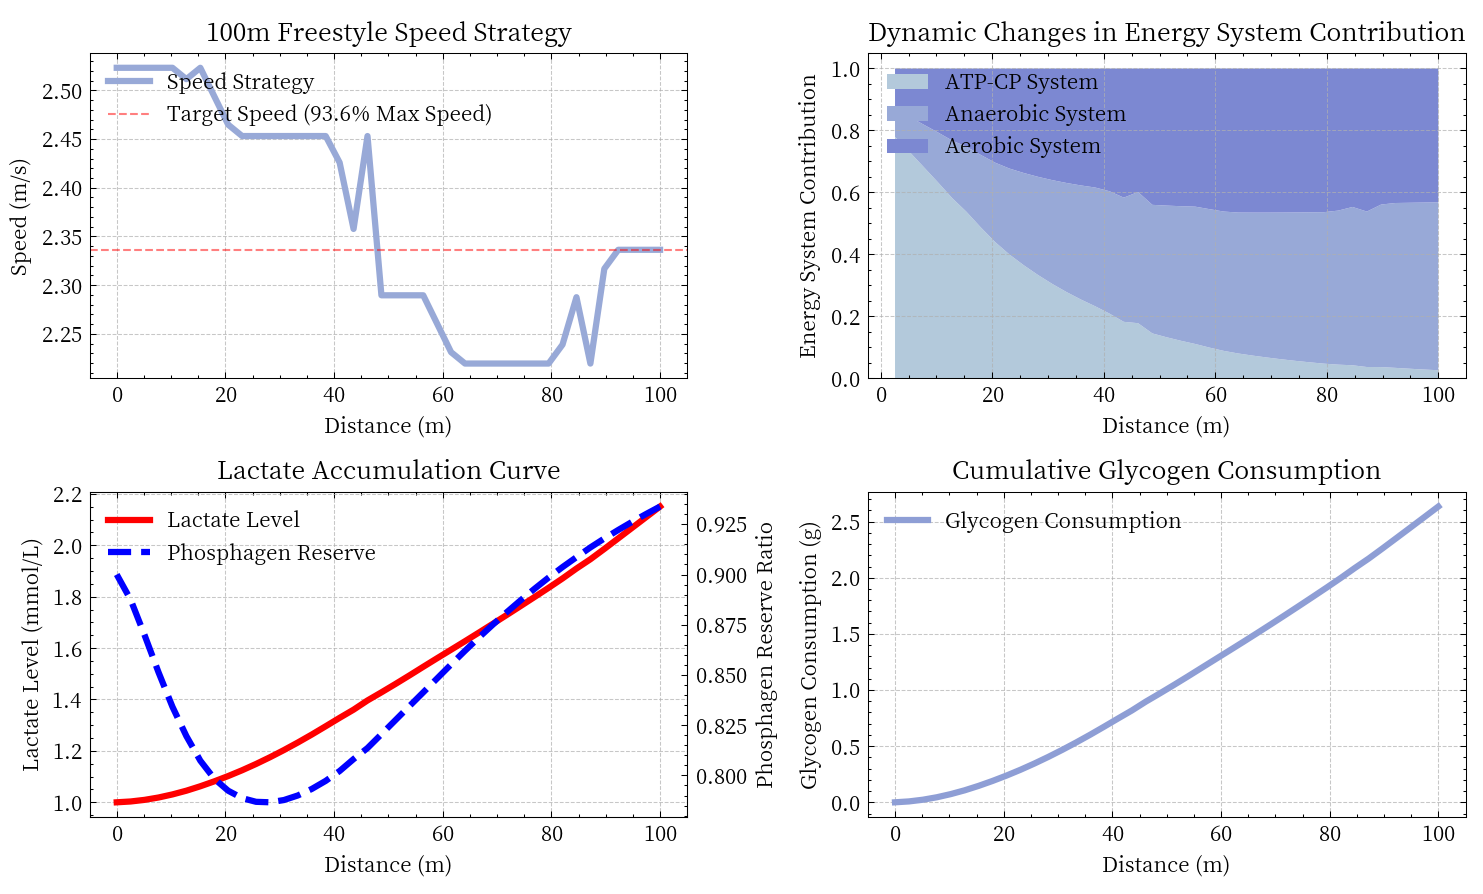 100m Freestyle Speed Strategy
Speed (m/s)
2.50
2.45
2.40
2.35
2.30
2.25
Speed Strategy
Target Speed (93.6% Max Speed)
0 20 40 60 80 100
Distance (m)
Dynamic Changes in Energy System Contribution
Energy System Contribution
1.0
0.8
0.6
0.4
0.2
0.0
ATP-CP System
Anaerobic System
Aerobic System
0 20 40 60 80 100
Distance (m)
Lactate Accumulation Curve
Lactate Level (mmol/L)
2.2
2.0
1.8
1.6
1.4
1.2
1.0
Lactate Level
Phosphagen Reserve
0.925
0.900
0.875
0.850
0.825
0.800
Phosphagen Reserve Ratio
0 20 40 60 80 100
Distance (m)
Cumulative Glycogen Consumption
Glycogen Consumption (g)
2.5
2.0
1.5
1.0
0.5
0.0
Glycogen Consumption
0 20 40 60 80 100
Distance (m)